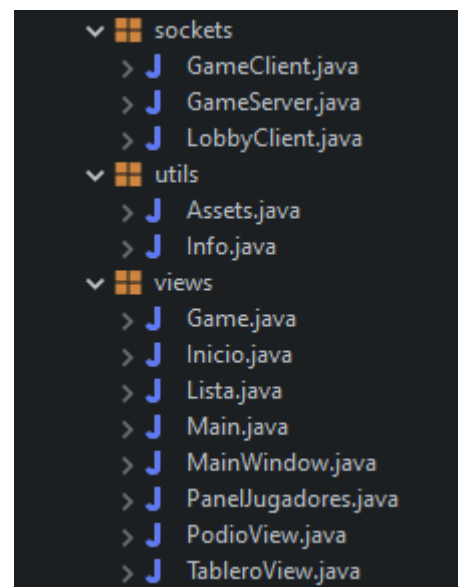 sockets
GameClient.java
GameServer.java
LobbyClient.java
utils
Assets.java
Info.java
views
Game.java
Inicio.java
Lista.java
Main.java
MainWindow.java
PanelJugadores.java
PodioView.java
TableroView.java